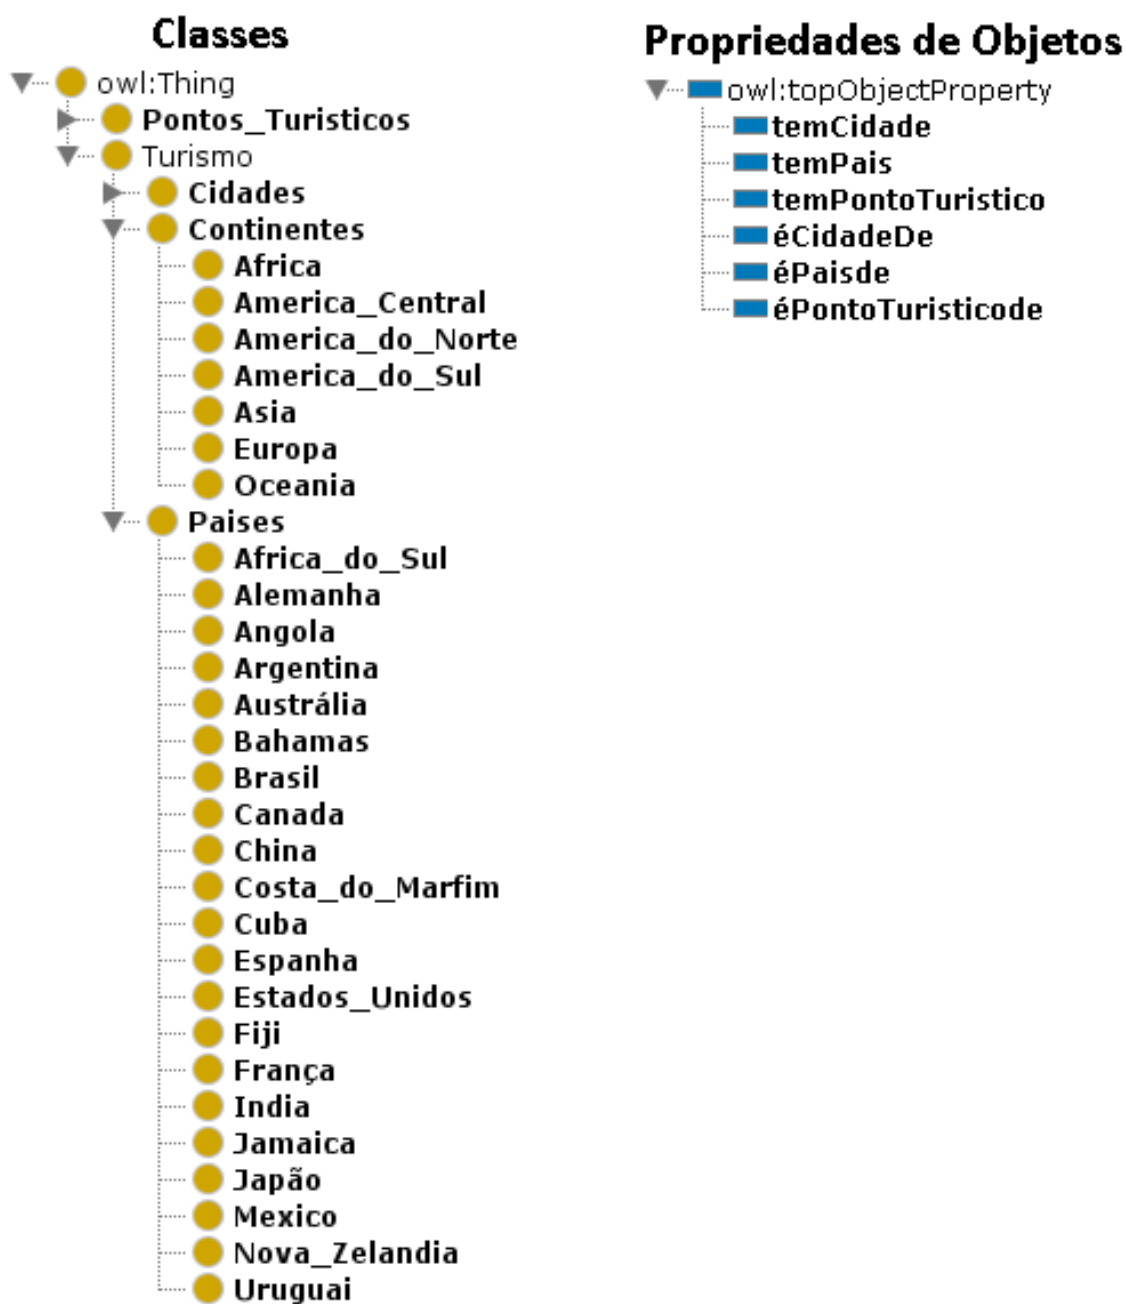 Classes
owl:Thing
Pontos_Turisticos
Turismo
Cidades
Continentes
Africa
America_Central
America_do_Norte
America_do_Sul
Asia
Europa
Oceania
Paises
Africa_do_Sul
Alemanha
Angola
Argentina
Austrália
Bahamas
Brasil
Canada
China
Costa_do_Marfim
Cuba
Espanha
Estados_Unidos
Fiji
França
India
Jamaica
Japão
Mexico
Nova_Zelandia
Uruguai
Propriedades de Objetos
owl:topObjectProperty
temCidade
temPais
temPontoTuristico
éCidadeDe
éPaisde
éPontoTuristicode